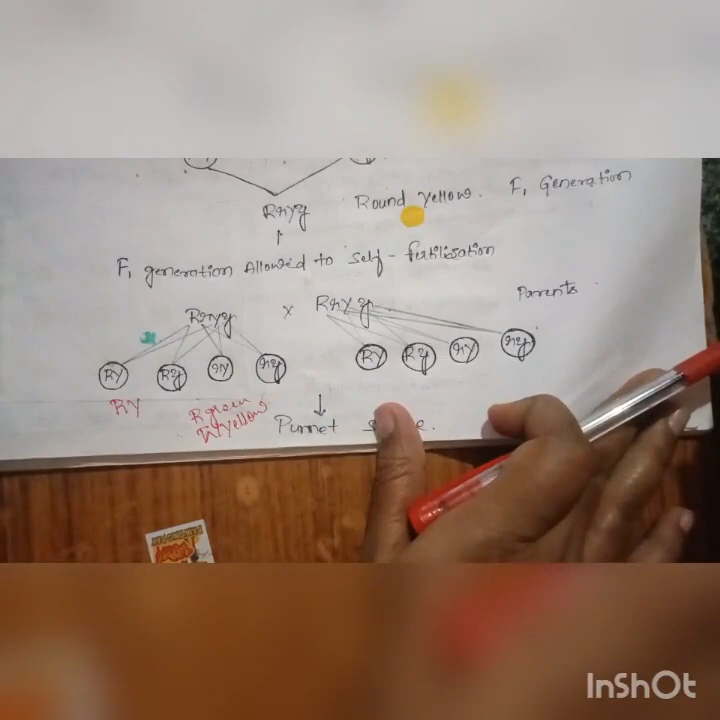 RrYy Round Yellow. F1 Generation
F1 generation Allowed to Self-fertilisation
RrYy x RrYy Parents
RY Ry rY ry RY Ry rY ry
RY R green
Yellow
Punnet
InShOt